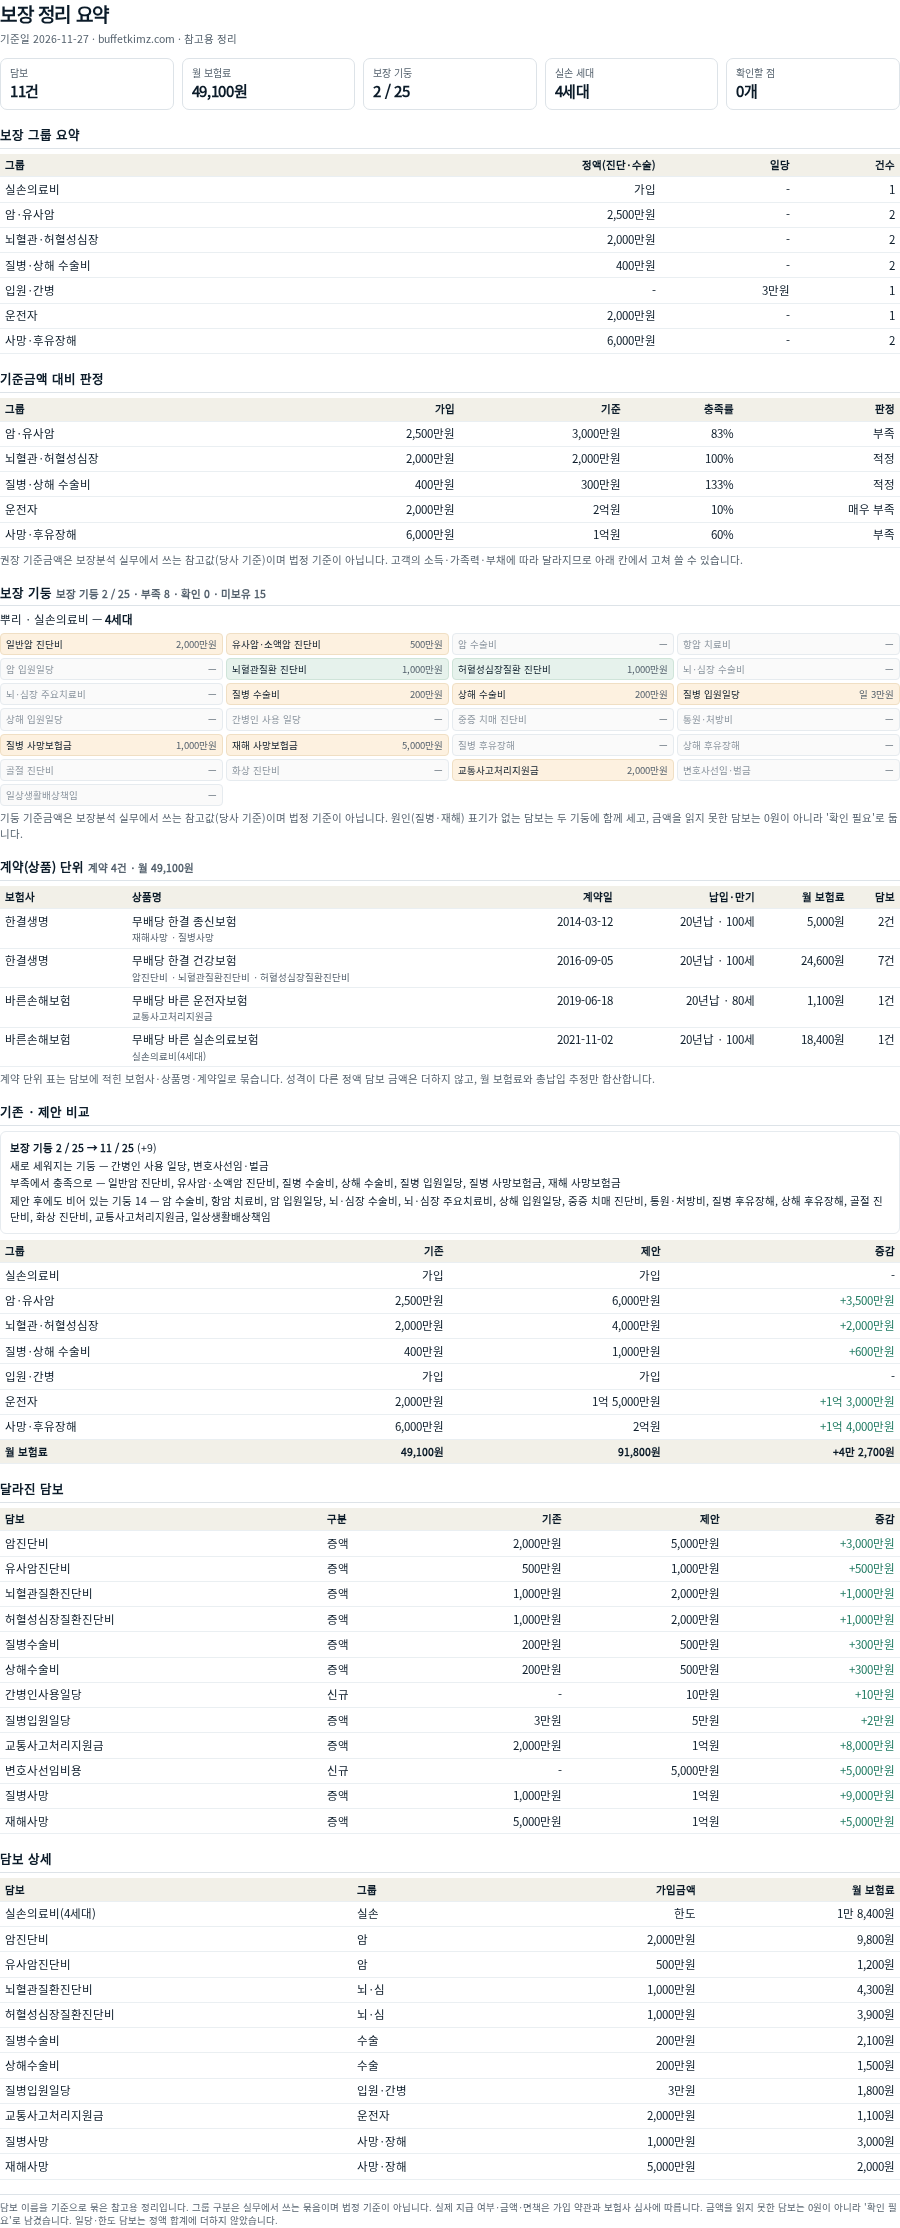 보장 정리 요약
기준일 2026-11-27 · buffetkimz.com · 참고용 정리
담보 월 보험료 보장 기둥 실손 세대 확인할 점
11건 49,100원 2 / 25 4세대 0개
보장 그룹 요약
그룹 정액(진단·수술) 일당 건수
실손의료비 가입 - 1
암·유사암 2,500만원 - 2
뇌혈관·허혈성심장 2,000만원 - 2
질병·상해 수술비 400만원 - 2
입원·간병 - 3만원 1
운전자 2,000만원 - 1
사망·후유장해 6,000만원 - 2
기준금액 대비 판정
그룹 가입 기준 충족률 판정
암·유사암 2,500만원 3,000만원 83% 부족
뇌혈관·허혈성심장 2,000만원 2,000만원 100% 적정
질병·상해 수술비 400만원 300만원 133% 적정
운전자 2,000만원 2억원 10% 매우 부족
사망·후유장해 6,000만원 1억원 60% 부족
권장 기준금액은 보장분석 실무에서 쓰는 참고값(당사 기준)이며 법정 기준이 아닙니다. 고객의 소득·가족력·부채에 따라 달라지므로 아래 칸에서 고쳐 쓸 수 있습니다.
보장 기둥 보장 기둥 2 / 25 · 부족 8 · 확인 0 · 미보유 15
뿌리 · 실손의료비 — 4세대
일반암 진단비 2,000만원 유사암·소액암 진단비 500만원 암 수술비 — 항암 치료비 —
암 입원일당 — 뇌혈관질환 진단비 1,000만원 허혈성심장질환 진단비 1,000만원 뇌·심장 수술비 —
뇌·심장 주요치료비 — 질병 수술비 200만원 상해 수술비 200만원 질병 입원일당 일 3만원
상해 입원일당 — 간병인 사용 일당 — 중증 치매 진단비 — 통원·처방비 —
질병 사망보험금 1,000만원 재해 사망보험금 5,000만원 질병 후유장해 — 상해 후유장해 —
골절 진단비 — 화상 진단비 — 교통사고처리지원금 2,000만원 변호사선임·벌금 —
일상생활배상책임 —
기둥 기준금액은 보장분석 실무에서 쓰는 참고값(당사 기준)이며 법정 기준이 아닙니다. 원인(질병·재해) 표기가 없는 담보는 두 기둥에 함께 세고, 금액을 읽지 못한 담보는 0원이 아니라 '확인 필요'로 둡
니다.
계약(상품) 단위 계약 4건 · 월 49,100원
보험사 상품명 계약일 납입·만기 월 보험료 담보
한결생명 무배당 한결 종신보험 2014-03-12 20년납 · 100세 5,000원 2건
재해사망 · 질병사망
한결생명 무배당 한결 건강보험 2016-09-05 20년납 · 100세 24,600원 7건
암진단비 · 뇌혈관질환진단비 · 허혈성심장질환진단비
바른손해보험 무배당 바른 운전자보험 2019-06-18 20년납 · 80세 1,100원 1건
교통사고처리지원금
바른손해보험 무배당 바른 실손의료보험 2021-11-02 20년납 · 100세 18,400원 1건
실손의료비(4세대)
계약 단위 표는 담보에 적힌 보험사·상품명·계약일로 묶습니다. 성격이 다른 정액 담보 금액은 더하지 않고, 월 보험료와 총납입 추정만 합산합니다.
기존 · 제안 비교
보장 기둥 2 / 25 → 11 / 25 (+9)
새로 세워지는 기둥 — 간병인 사용 일당, 변호사선임·벌금
부족에서 충족으로 — 일반암 진단비, 유사암·소액암 진단비, 질병 수술비, 상해 수술비, 질병 입원일당, 질병 사망보험금, 재해 사망보험금
제안 후에도 비어 있는 기둥 14 — 암 수술비, 항암 치료비, 암 입원일당, 뇌·심장 수술비, 뇌·심장 주요치료비, 상해 입원일당, 중증 치매 진단비, 통원·처방비, 질병 후유장해, 상해 후유장해, 골절 진
단비, 화상 진단비, 교통사고처리지원금, 일상생활배상책임
그룹 기존 제안 증감
실손의료비 가입 가입 -
암·유사암 2,500만원 6,000만원 +3,500만원
뇌혈관·허혈성심장 2,000만원 4,000만원 +2,000만원
질병·상해 수술비 400만원 1,000만원 +600만원
입원·간병 가입 가입 -
운전자 2,000만원 1억 5,000만원 +1억 3,000만원
사망·후유장해 6,000만원 2억원 +1억 4,000만원
월 보험료 49,100원 91,800원 +4만 2,700원
달라진 담보
담보 구분 기존 제안 증감
암진단비 증액 2,000만원 5,000만원 +3,000만원
유사암진단비 증액 500만원 1,000만원 +500만원
뇌혈관질환진단비 증액 1,000만원 2,000만원 +1,000만원
허혈성심장질환진단비 증액 1,000만원 2,000만원 +1,000만원
질병수술비 증액 200만원 500만원 +300만원
상해수술비 증액 200만원 500만원 +300만원
간병인사용일당 신규 - 10만원 +10만원
질병입원일당 증액 3만원 5만원 +2만원
교통사고처리지원금 증액 2,000만원 1억원 +8,000만원
변호사선임비용 신규 - 5,000만원 +5,000만원
질병사망 증액 1,000만원 1억원 +9,000만원
재해사망 증액 5,000만원 1억원 +5,000만원
담보 상세
담보 그룹 가입금액 월 보험료
실손의료비(4세대) 실손 한도 1만 8,400원
암진단비 암 2,000만원 9,800원
유사암진단비 암 500만원 1,200원
뇌혈관질환진단비 뇌·심 1,000만원 4,300원
허혈성심장질환진단비 뇌·심 1,000만원 3,900원
질병수술비 수술 200만원 2,100원
상해수술비 수술 200만원 1,500원
질병입원일당 입원·간병 3만원 1,800원
교통사고처리지원금 운전자 2,000만원 1,100원
질병사망 사망·장해 1,000만원 3,000원
재해사망 사망·장해 5,000만원 2,000원
담보 이름을 기준으로 묶은 참고용 정리입니다. 그룹 구분은 실무에서 쓰는 묶음이며 법정 기준이 아닙니다. 실제 지급 여부·금액·면책은 가입 약관과 보험사 심사에 따릅니다. 금액을 읽지 못한 담보는 0원이 아니라 '확인 필
요'로 남겼습니다. 일당·한도 담보는 정액 합계에 더하지 않았습니다.